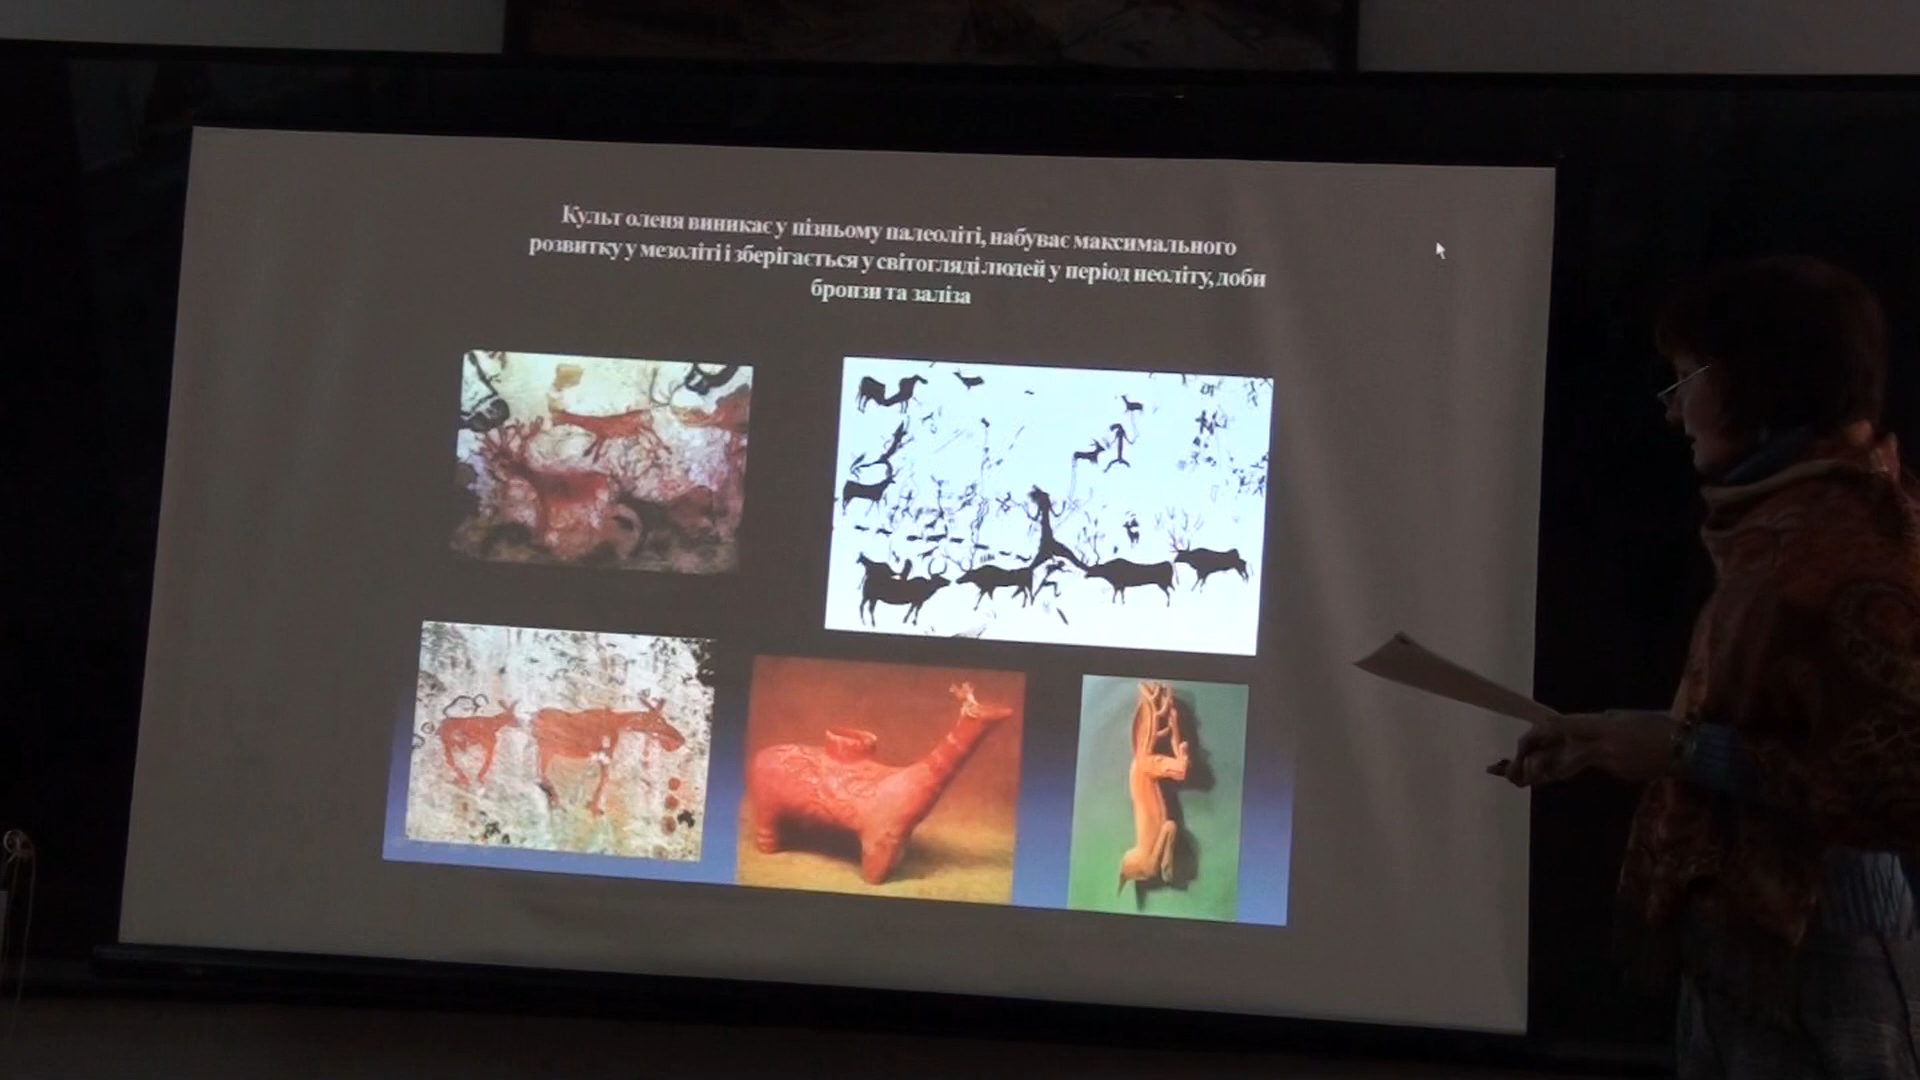 Культ оленя виникає у пізньому палеоліті, набуває максимального
розвитку у мезоліті і зберігається у світогляді людей у період неоліту, доби
бронзи та заліза